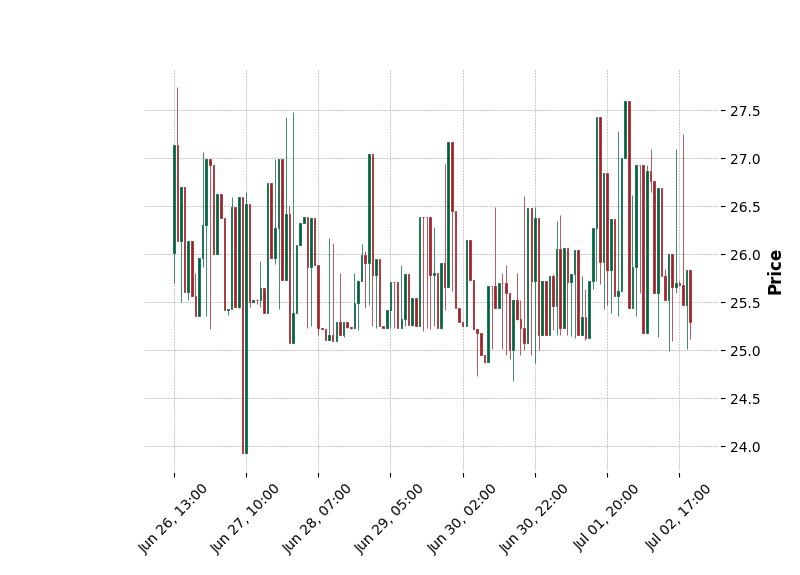 27.5
27.0
26.5
26.0
25.5
25.0
24.5
24.0
Price
Jun 26, 13:00
Jun 27, 10:00
Jun 28, 07:00
Jun 29, 05:00
Jun 30, 02:00
Jun 30, 22:00
Jul 01, 20:00
Jul 02, 17:00